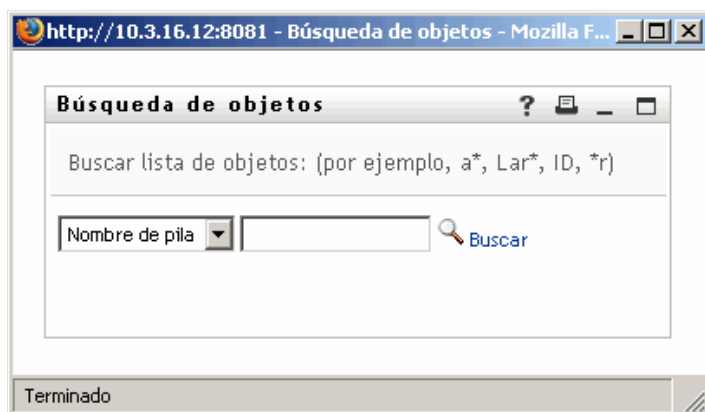 http://10.3.16.12:8081 - Búsqueda de objetos - Mozilla F...
Búsqueda de objetos ?
Buscar lista de objetos: (por ejemplo, a*, Lar*, ID, *r)
Nombre de pila Buscar
Terminado